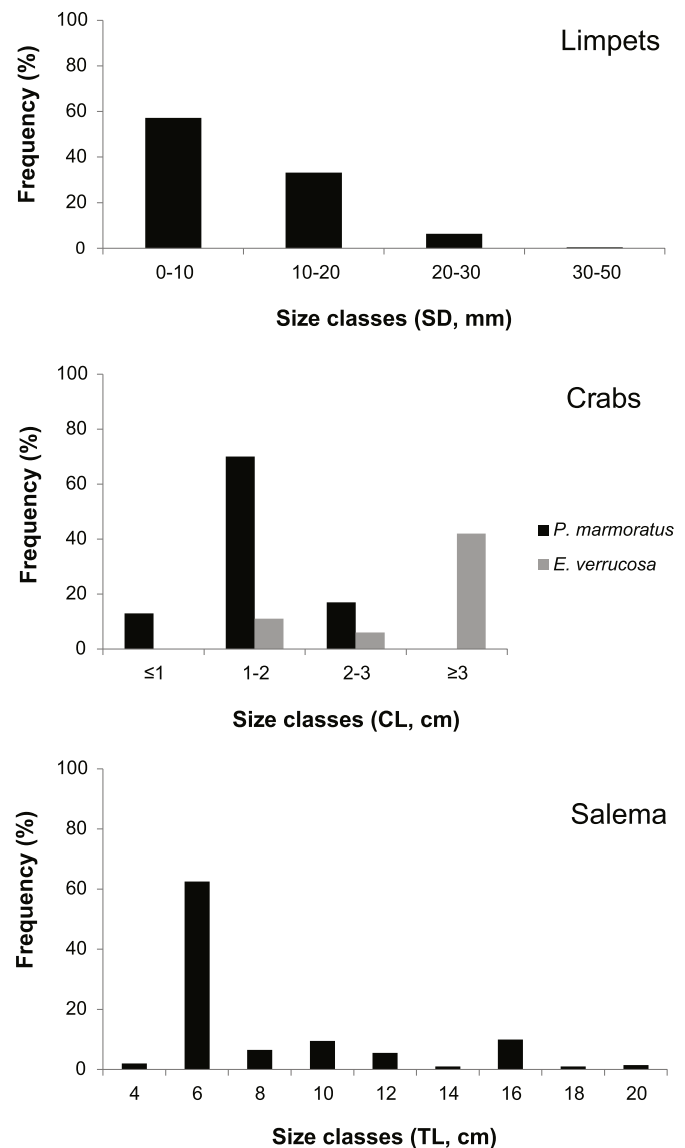 Limpets
Frequency (%)
100
80
60
40
20
0
0-10 10-20 20-30 30-50
Size classes (SD, mm)
Crabs
Frequency (%)
100
80
60
40
20
0
P. marmoratus
E. verrucosa
≤1 1-2 2-3 ≥3
Size classes (CL, cm)
Salema
Frequency (%)
100
80
60
40
20
0
4 6 8 10 12 14 16 18 20
Size classes (TL, cm)